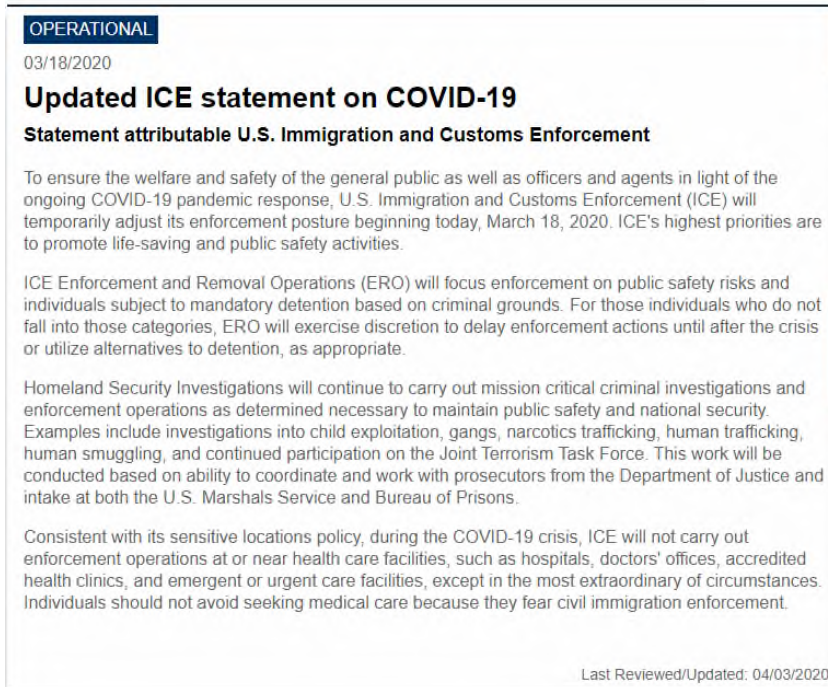 OPERATIONAL
03/18/2020
Updated ICE statement on COVID-19
Statement attributable U.S. Immigration and Customs Enforcement
To ensure the welfare and safety of the general public as well as officers and agents in light of the
ongoing COVID-19 pandemic response, U.S. Immigration and Customs Enforcement (ICE) will
temporarily adjust its enforcement posture beginning today, March 18, 2020. ICE's highest priorities are
to promote life-saving and public safety activities.
ICE Enforcement and Removal Operations (ERO) will focus enforcement on public safety risks and
individuals subject to mandatory detention based on criminal grounds. For those individuals who do not
fall into those categories, ERO will exercise discretion to delay enforcement actions until after the crisis
or utilize alternatives to detention, as appropriate.
Homeland Security Investigations will continue to carry out mission critical criminal investigations and
enforcement operations as determined necessary to maintain public safety and national security.
Examples include investigations into child exploitation, gangs, narcotics trafficking, human trafficking,
human smuggling, and continued participation on the Joint Terrorism Task Force. This work will be
conducted based on ability to coordinate and work with prosecutors from the Department of Justice and
intake at both the U.S. Marshals Service and Bureau of Prisons.
Consistent with its sensitive locations policy, during the COVID-19 crisis, ICE will not carry out
enforcement operations at or near health care facilities, such as hospitals, doctors' offices, accredited
health clinics, and emergent or urgent care facilities, except in the most extraordinary of circumstances.
Individuals should not avoid seeking medical care because they fear civil immigration enforcement.
Last Reviewed/Updated: 04/03/2020